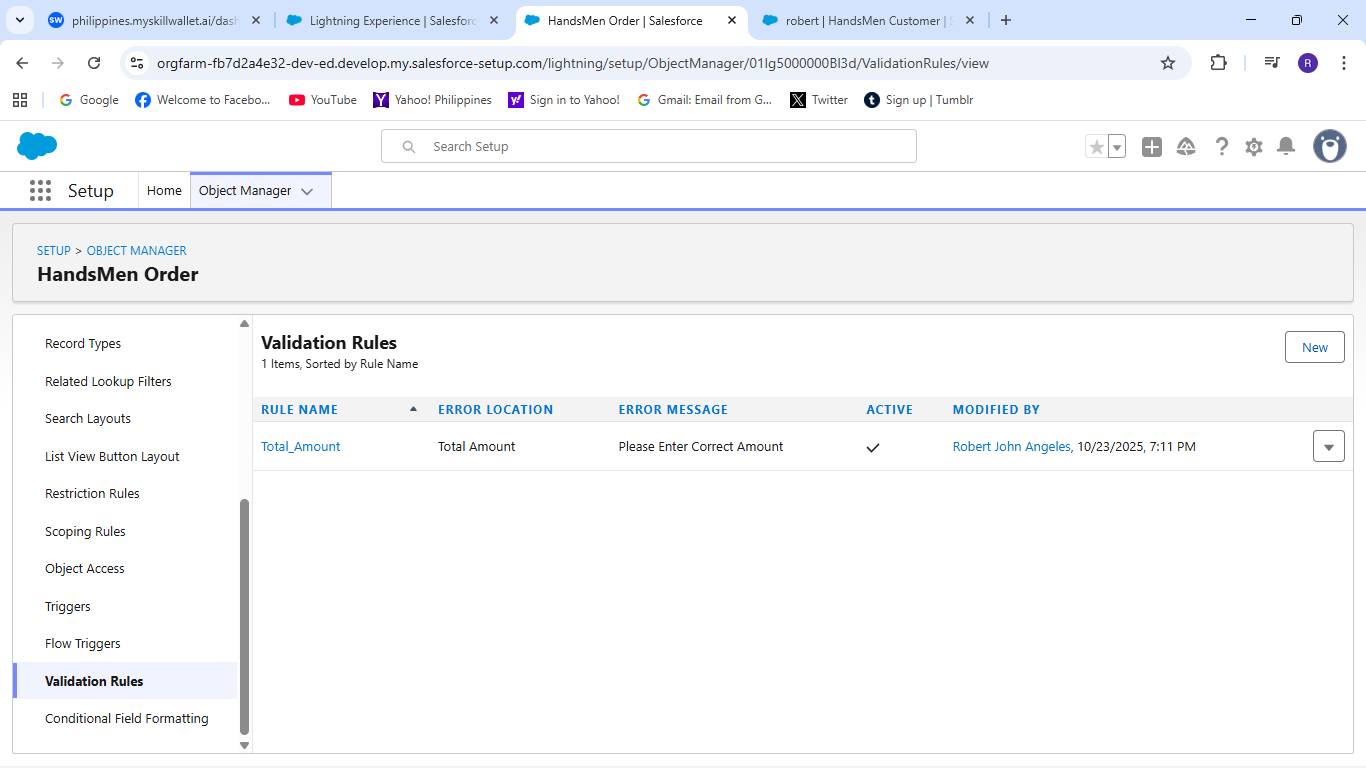 SW philippines.myskillwallet.ai/dash
Lightning Experience | Salesforc
HandsMen Order | Salesforce
robert | HandsMen Customer | S
orgfarm-fb7d2a4e32-dev-ed.develop.my.salesforce-setup.com/lightning/setup/ObjectManager/01Ig5000000BI3d/ValidationRules/view
R
Google
Welcome to Facebo...
YouTube
Yahoo! Philippines
Sign in to Yahoo!
Gmail: Email from G...
Twitter
Sign up | Tumblr
Search Setup
Setup
Home
Object Manager
SETUP > OBJECT MANAGER
HandsMen Order
Record Types
Related Lookup Filters
Search Layouts
List View Button Layout
Restriction Rules
Scoping Rules
Object Access
Triggers
Flow Triggers
Validation Rules
Conditional Field Formatting
Validation Rules
1 Items, Sorted by Rule Name
New
RULE NAME ERROR LOCATION ERROR MESSAGE ACTIVE MODIFIED BY
Total_Amount Total Amount Please Enter Correct Amount Robert John Angeles, 10/23/2025, 7:11 PM